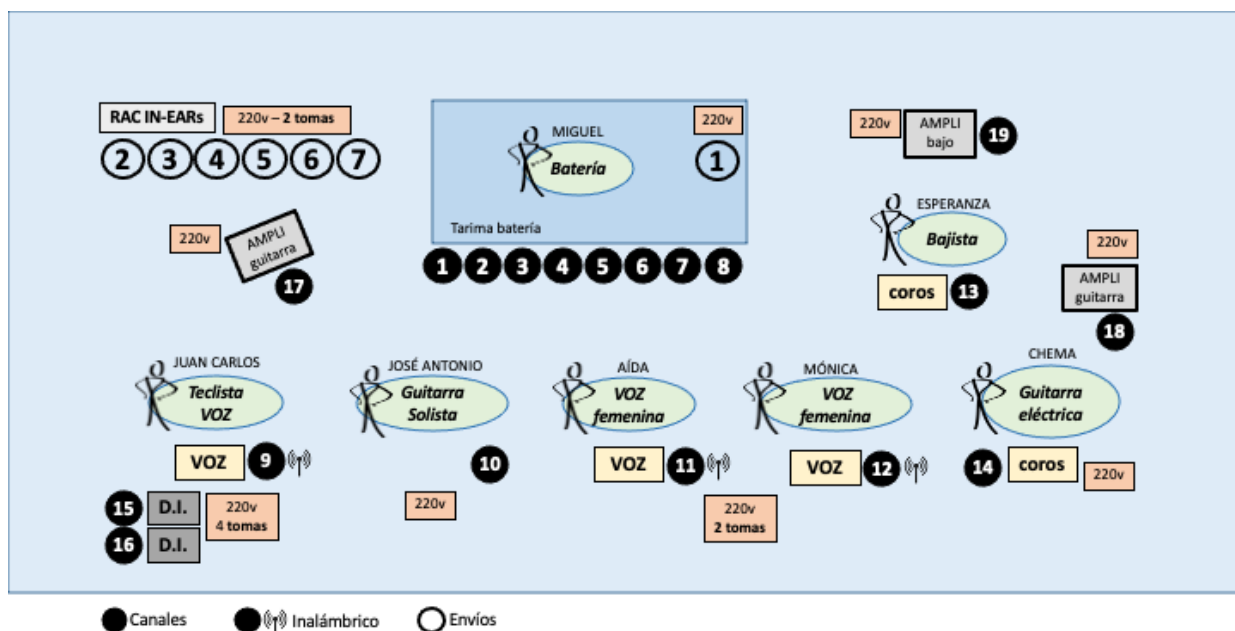 RAC IN-EARs
220v – 2 tomas
2 3 4 5 6 7
MIGUEL
Batería
220v
1
Tarima batería
1 2 3 4 5 6 7 8
220v
AMPLI
bajo
19
ESPERANZA
Bajista
coros
13
220v
AMPLI
guitarra
17
220v
AMPLI
guitarra
18
JUAN CARLOS
Teclista
VOZ
VOZ
9
15
D.I.
16
D.I.
220v
4 tomas
JOSÉ ANTONIO
Guitarra
Solista
10
220v
AÍDA
VOZ
femenina
VOZ
11
220v
2 tomas
MÓNICA
VOZ
femenina
VOZ
12
CHEMA
Guitarra
eléctrica
14
coros
220v
Canales
Inalámbrico
Envíos